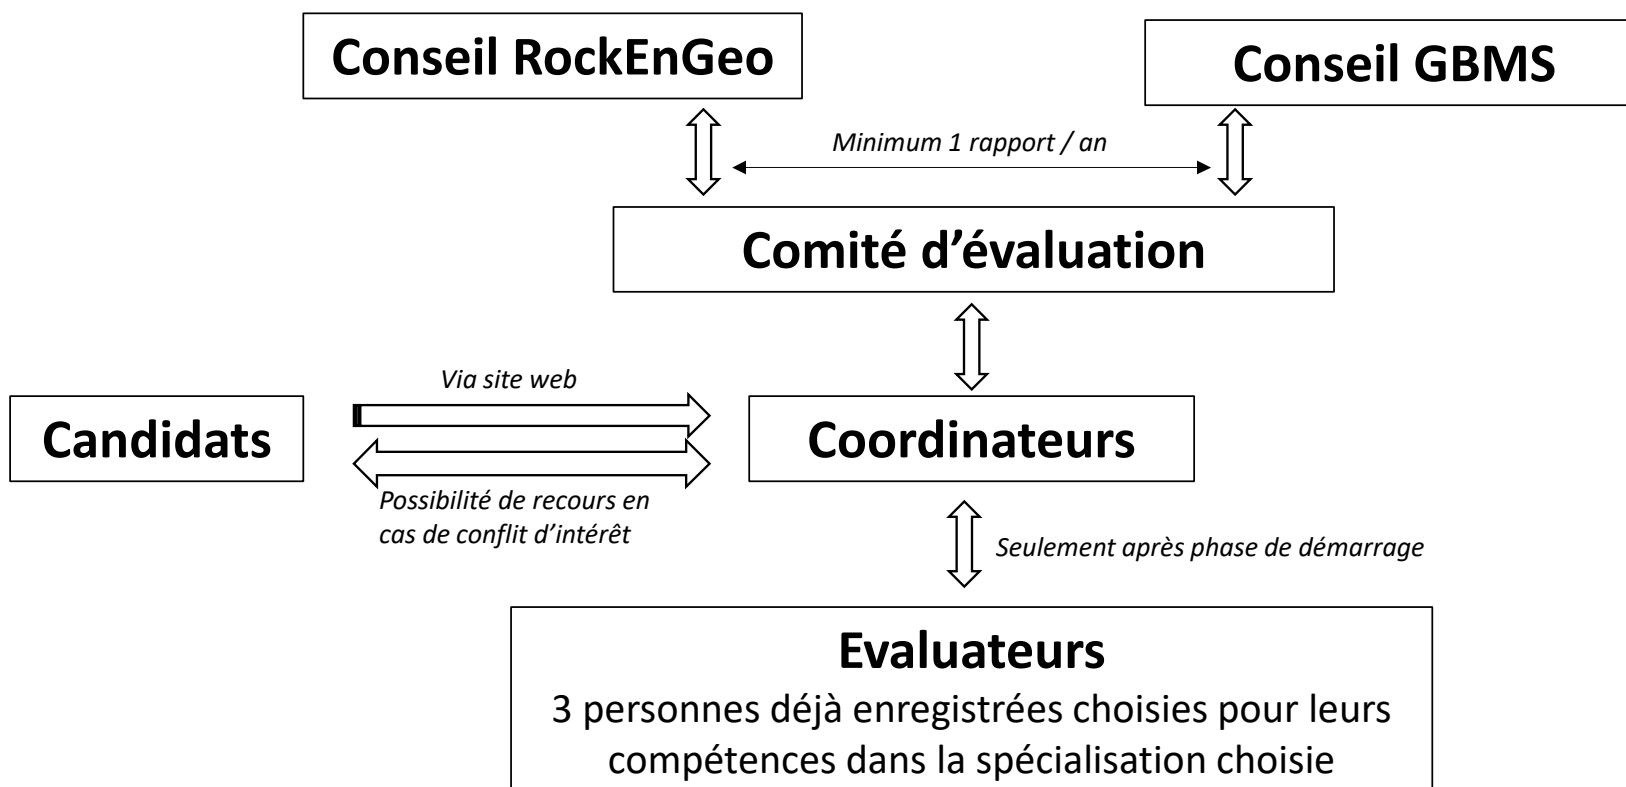 Conseil RockEnGeo
Conseil GBMS
Minimum 1 rapport / an
Comité d’évaluation
Via site web
Candidats
Coordinateurs
Possibilité de recours en
cas de conflit d’intérêt
Seulement après phase de démarrage
Evaluateurs
3 personnes déjà enregistrées choisies pour leurs
compétences dans la spécialisation choisie